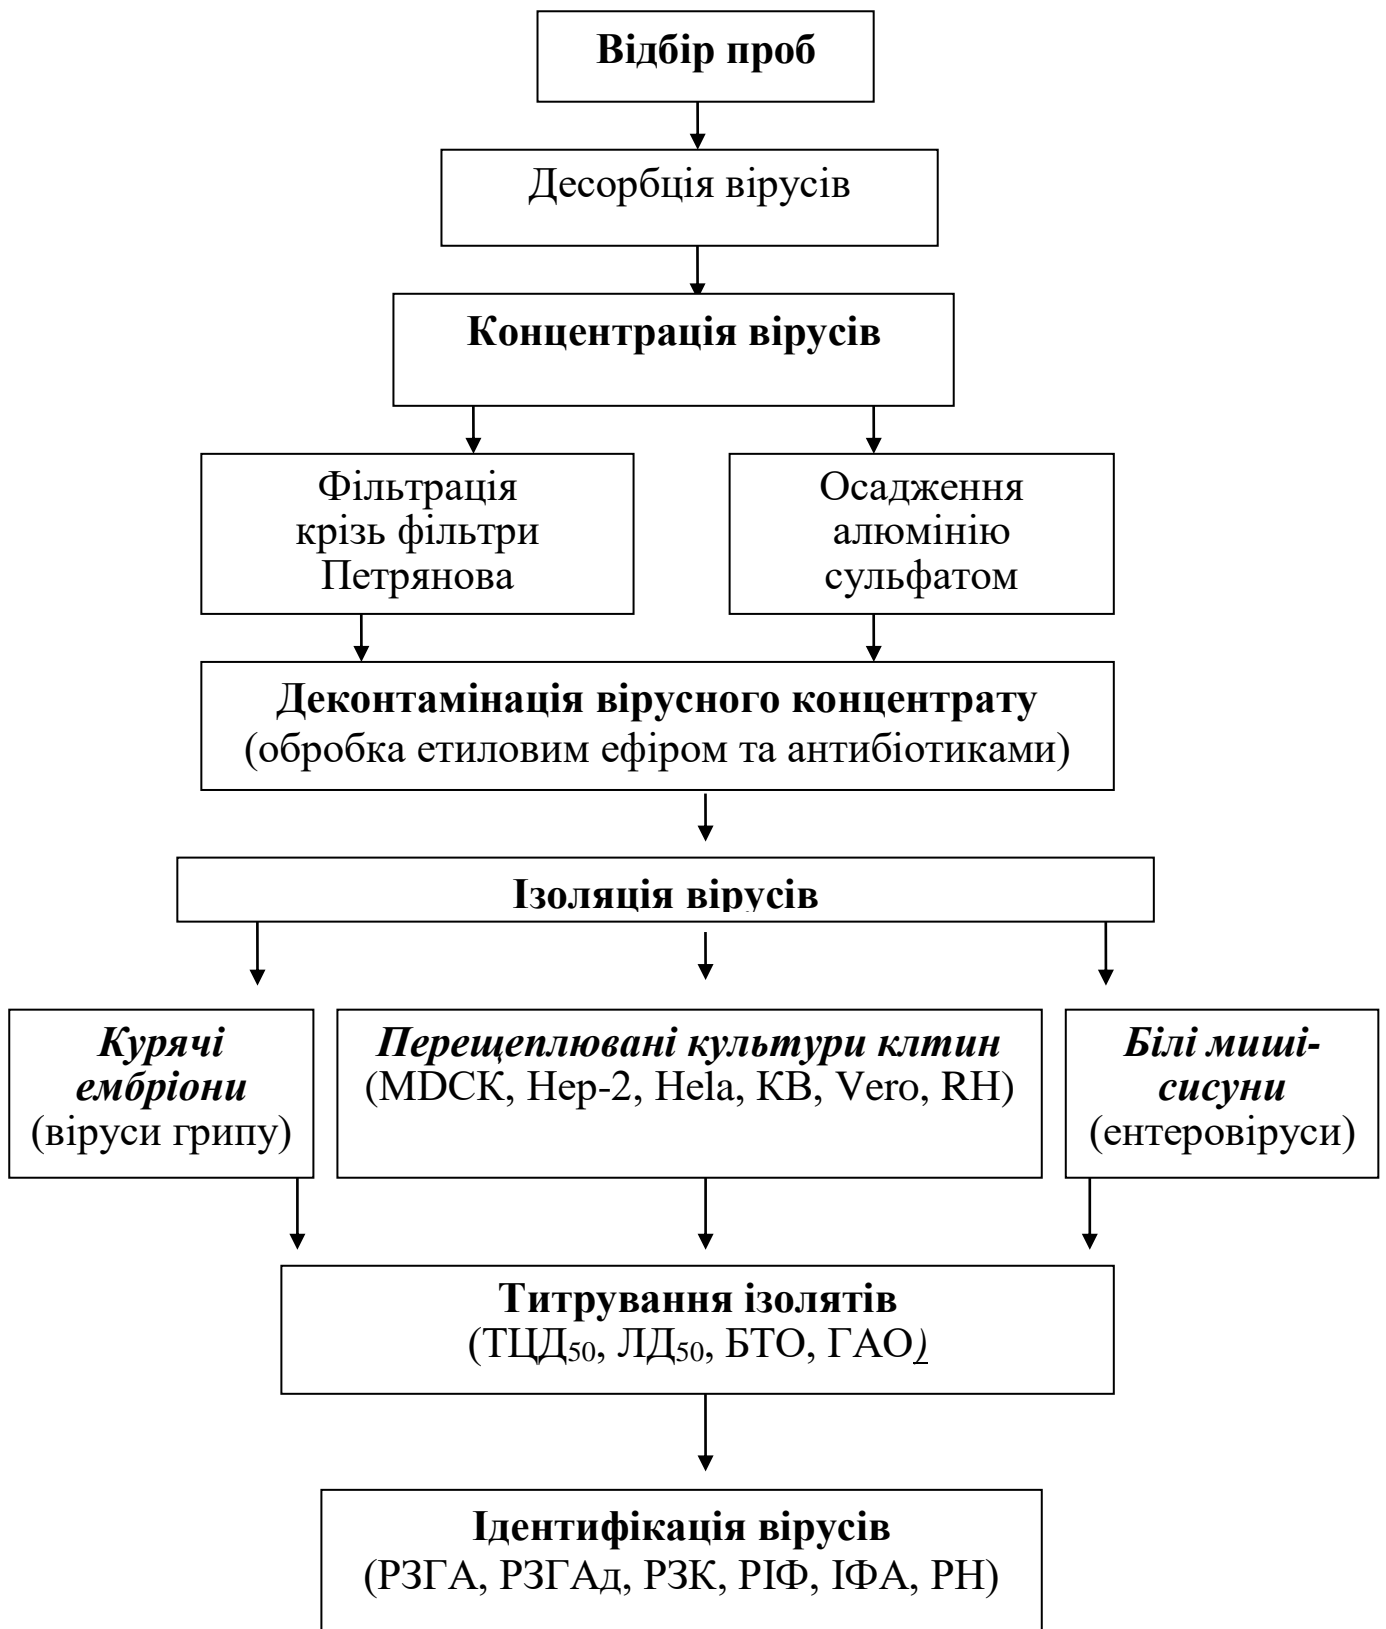 Відбір проб
Десорбція вірусів
Концентрація вірусів
Фільтрація
крізь фільтри
Петрянова
Осадження
алюмінію
сульфатом
Деконтамінація вірусного концентрату
(обробка етиловим ефіром та антибіотиками)
Ізоляція вірусів
Курячі
ембріони
(віруси грипу)
Перещеплювані культури клтин
(MDCК, Hep-2, Hela, КВ, Vero, RH)
Білі миші-
сисуни
(ентеровіруси)
Титрування ізолятів
(ТЦД₅₀, ЛД₅₀, БТО, ГАО)
Ідентифікація вірусів
(РЗГА, РЗГАд, РЗК, РІФ, ІФА, РН)